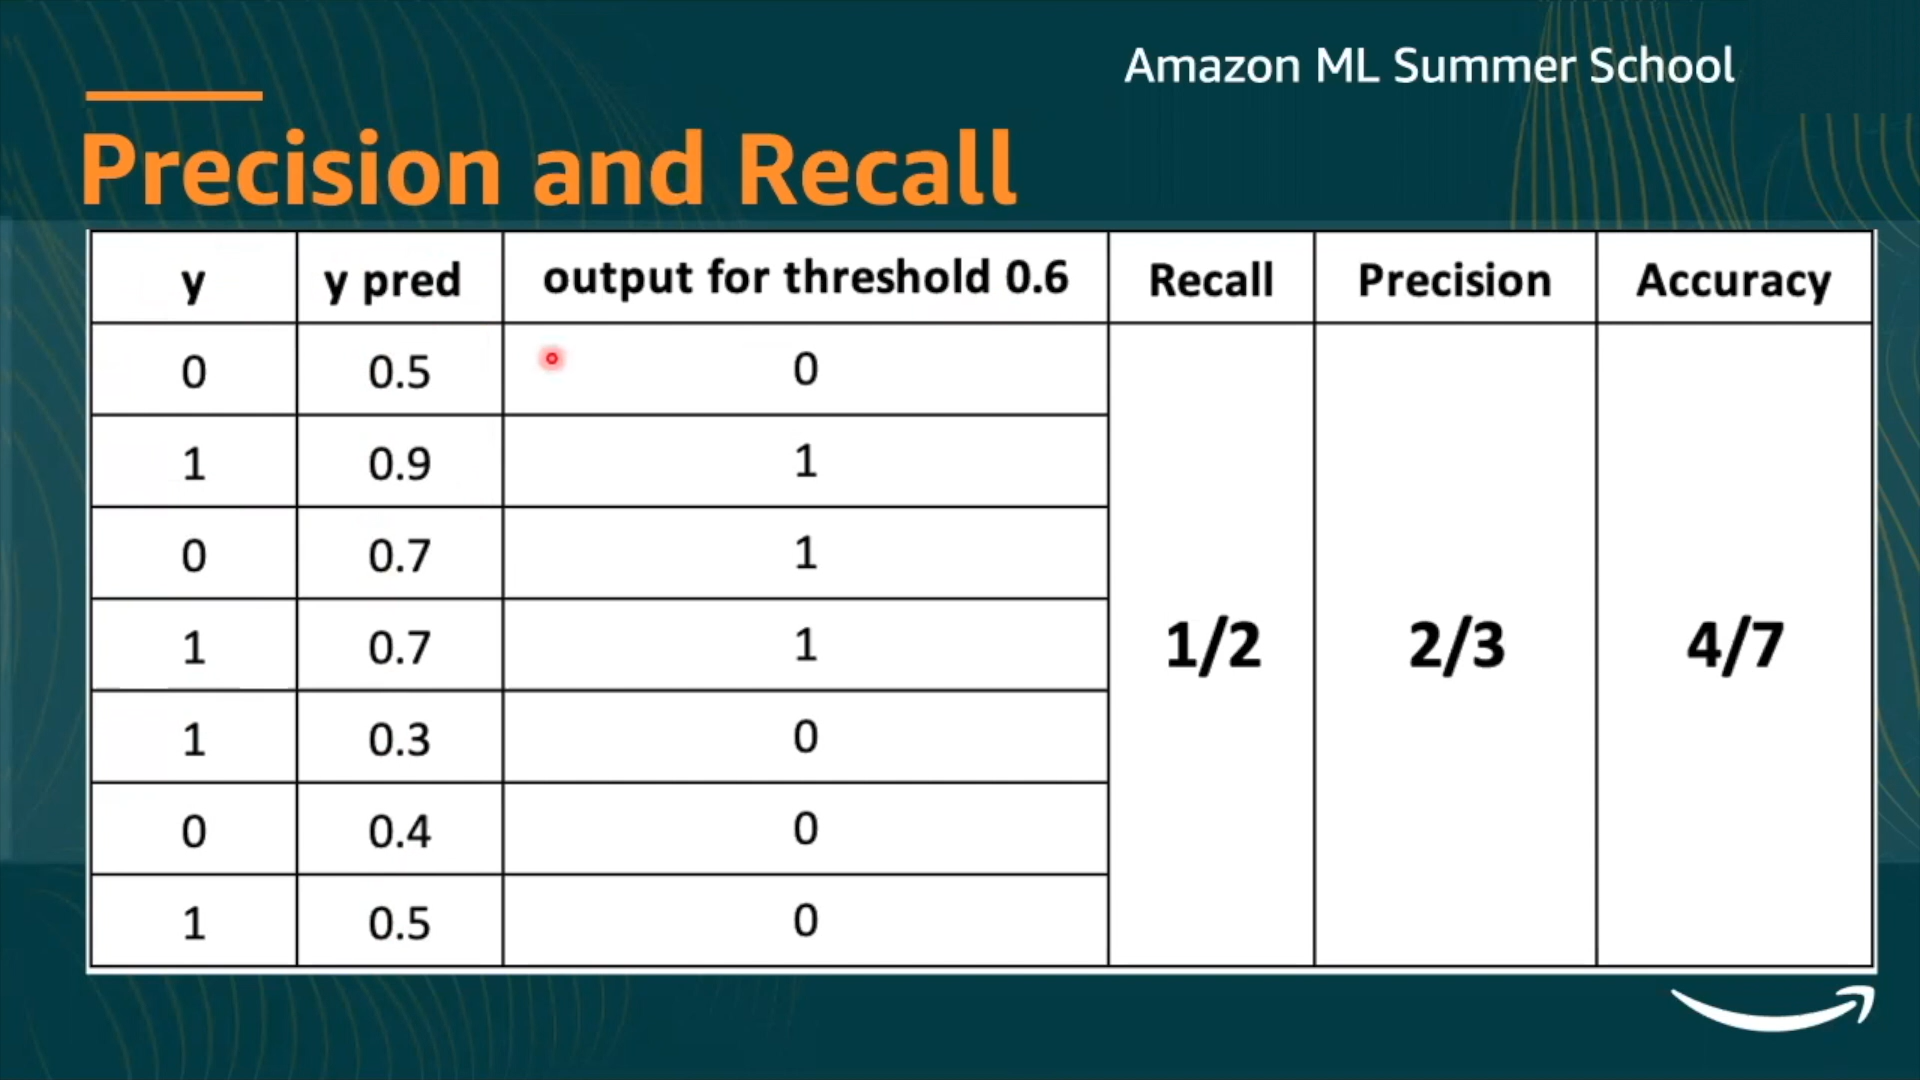 Amazon ML Summer School
Precision and Recall
y y pred output for threshold 0.6 Recall Precision Accuracy
0 0.5 0
1 0.9 1
0 0.7 1
1 0.7 1 1/2 2/3 4/7
1 0.3 0
0 0.4 0
1 0.5 0